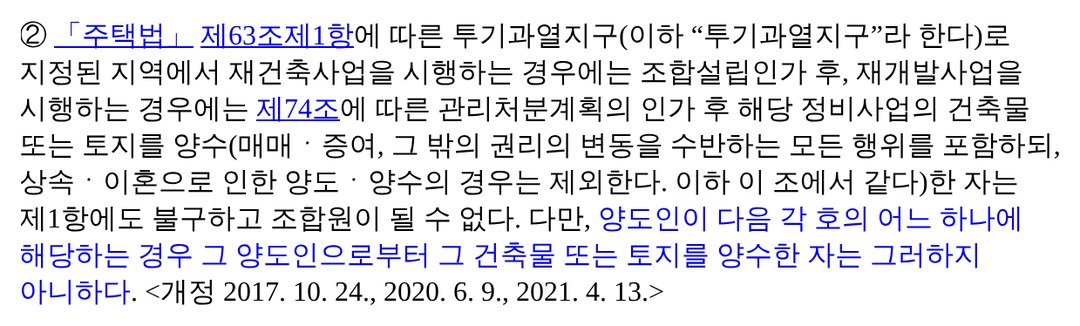 ② 「주택법」 제63조제1항에 따른 투기과열지구(이하 “투기과열지구”라 한다)로
지정된 지역에서 재건축사업을 시행하는 경우에는 조합설립인가 후, 재개발사업을
시행하는 경우에는 제74조에 따른 관리처분계획의 인가 후 해당 정비사업의 건축물
또는 토지를 양수(매매ㆍ증여, 그 밖의 권리의 변동을 수반하는 모든 행위를 포함하되,
상속ㆍ이혼으로 인한 양도ㆍ양수의 경우는 제외한다. 이하 이 조에서 같다)한 자는
제1항에도 불구하고 조합원이 될 수 없다. 다만, 양도인이 다음 각 호의 어느 하나에
해당하는 경우 그 양도인으로부터 그 건축물 또는 토지를 양수한 자는 그러하지
아니하다. <개정 2017. 10. 24., 2020. 6. 9., 2021. 4. 13.>